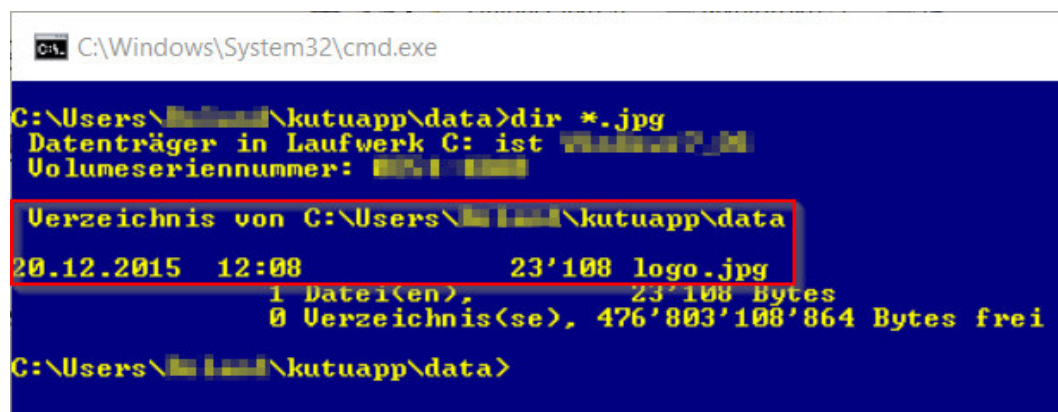 C:\Windows\System32\cmd.exe
C:\Users\ \kutuapp\data>dir *.jpg
Datenträger in Laufwerk C: ist
Volumeseriennummer:
Verzeichnis von C:\Users\ \kutuapp\data
20.12.2015 12:08 23'108 logo.jpg
1 Datei(en), 23'108 Bytes
0 Verzeichnis(se), 476'803'108'864 Bytes frei
C:\Users\ \kutuapp\data>